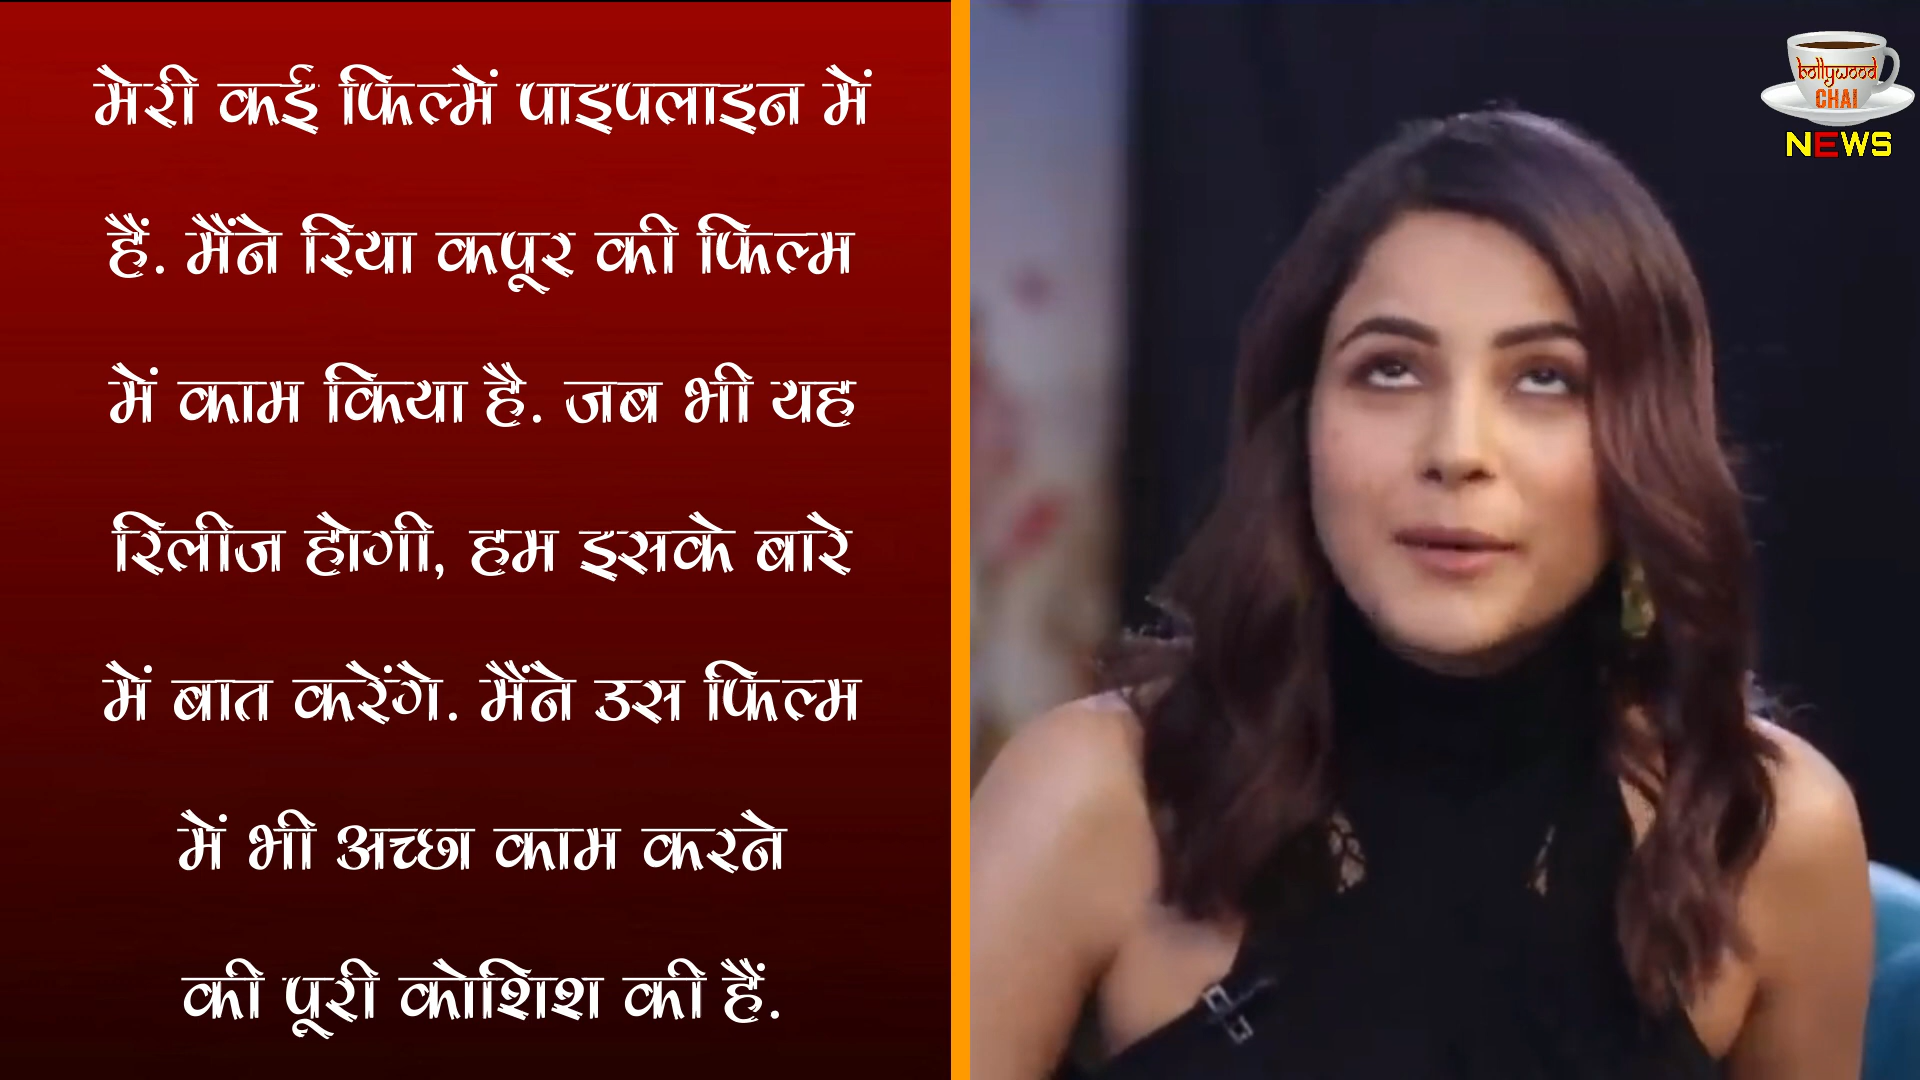 मेरी कई फिल्में पाइपलाइन में
हैं. मैंने रिया कपूर की फिल्म
में काम किया है. जब भी यह
रिलीज होगी, हम इसके बारे
में बात करेंगे. मैंने उस फिल्म
में भी अच्छा काम करने
की पूरी कोशिश की हैं.
bollywood
CHAI
NEWS